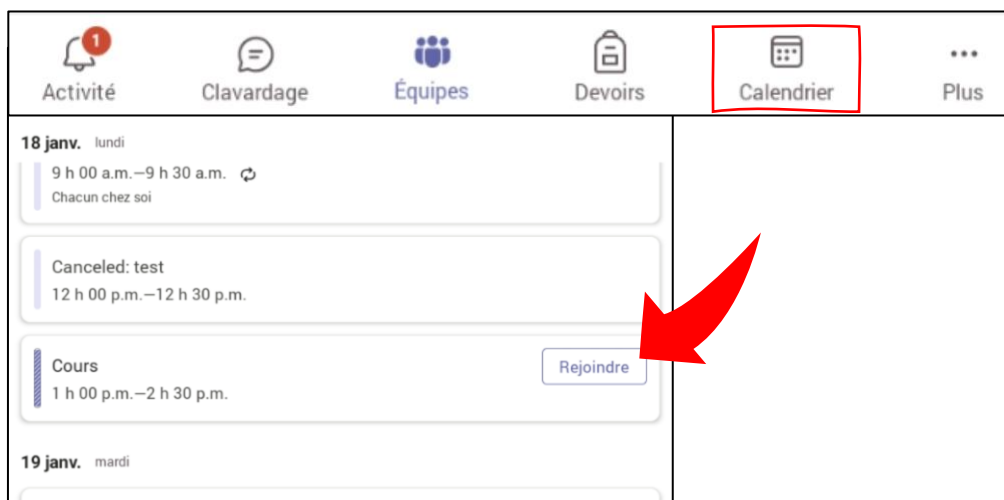 1
Activité Clavardage Équipes Devoirs Calendrier Plus
18 janv. lundi
9 h 00 a.m.—9 h 30 a.m.
Chacun chez soi
Canceled: test
12 h 00 p.m.—12 h 30 p.m.
Cours Rejoindre
1 h 00 p.m.—2 h 30 p.m.
19 janv. mardi